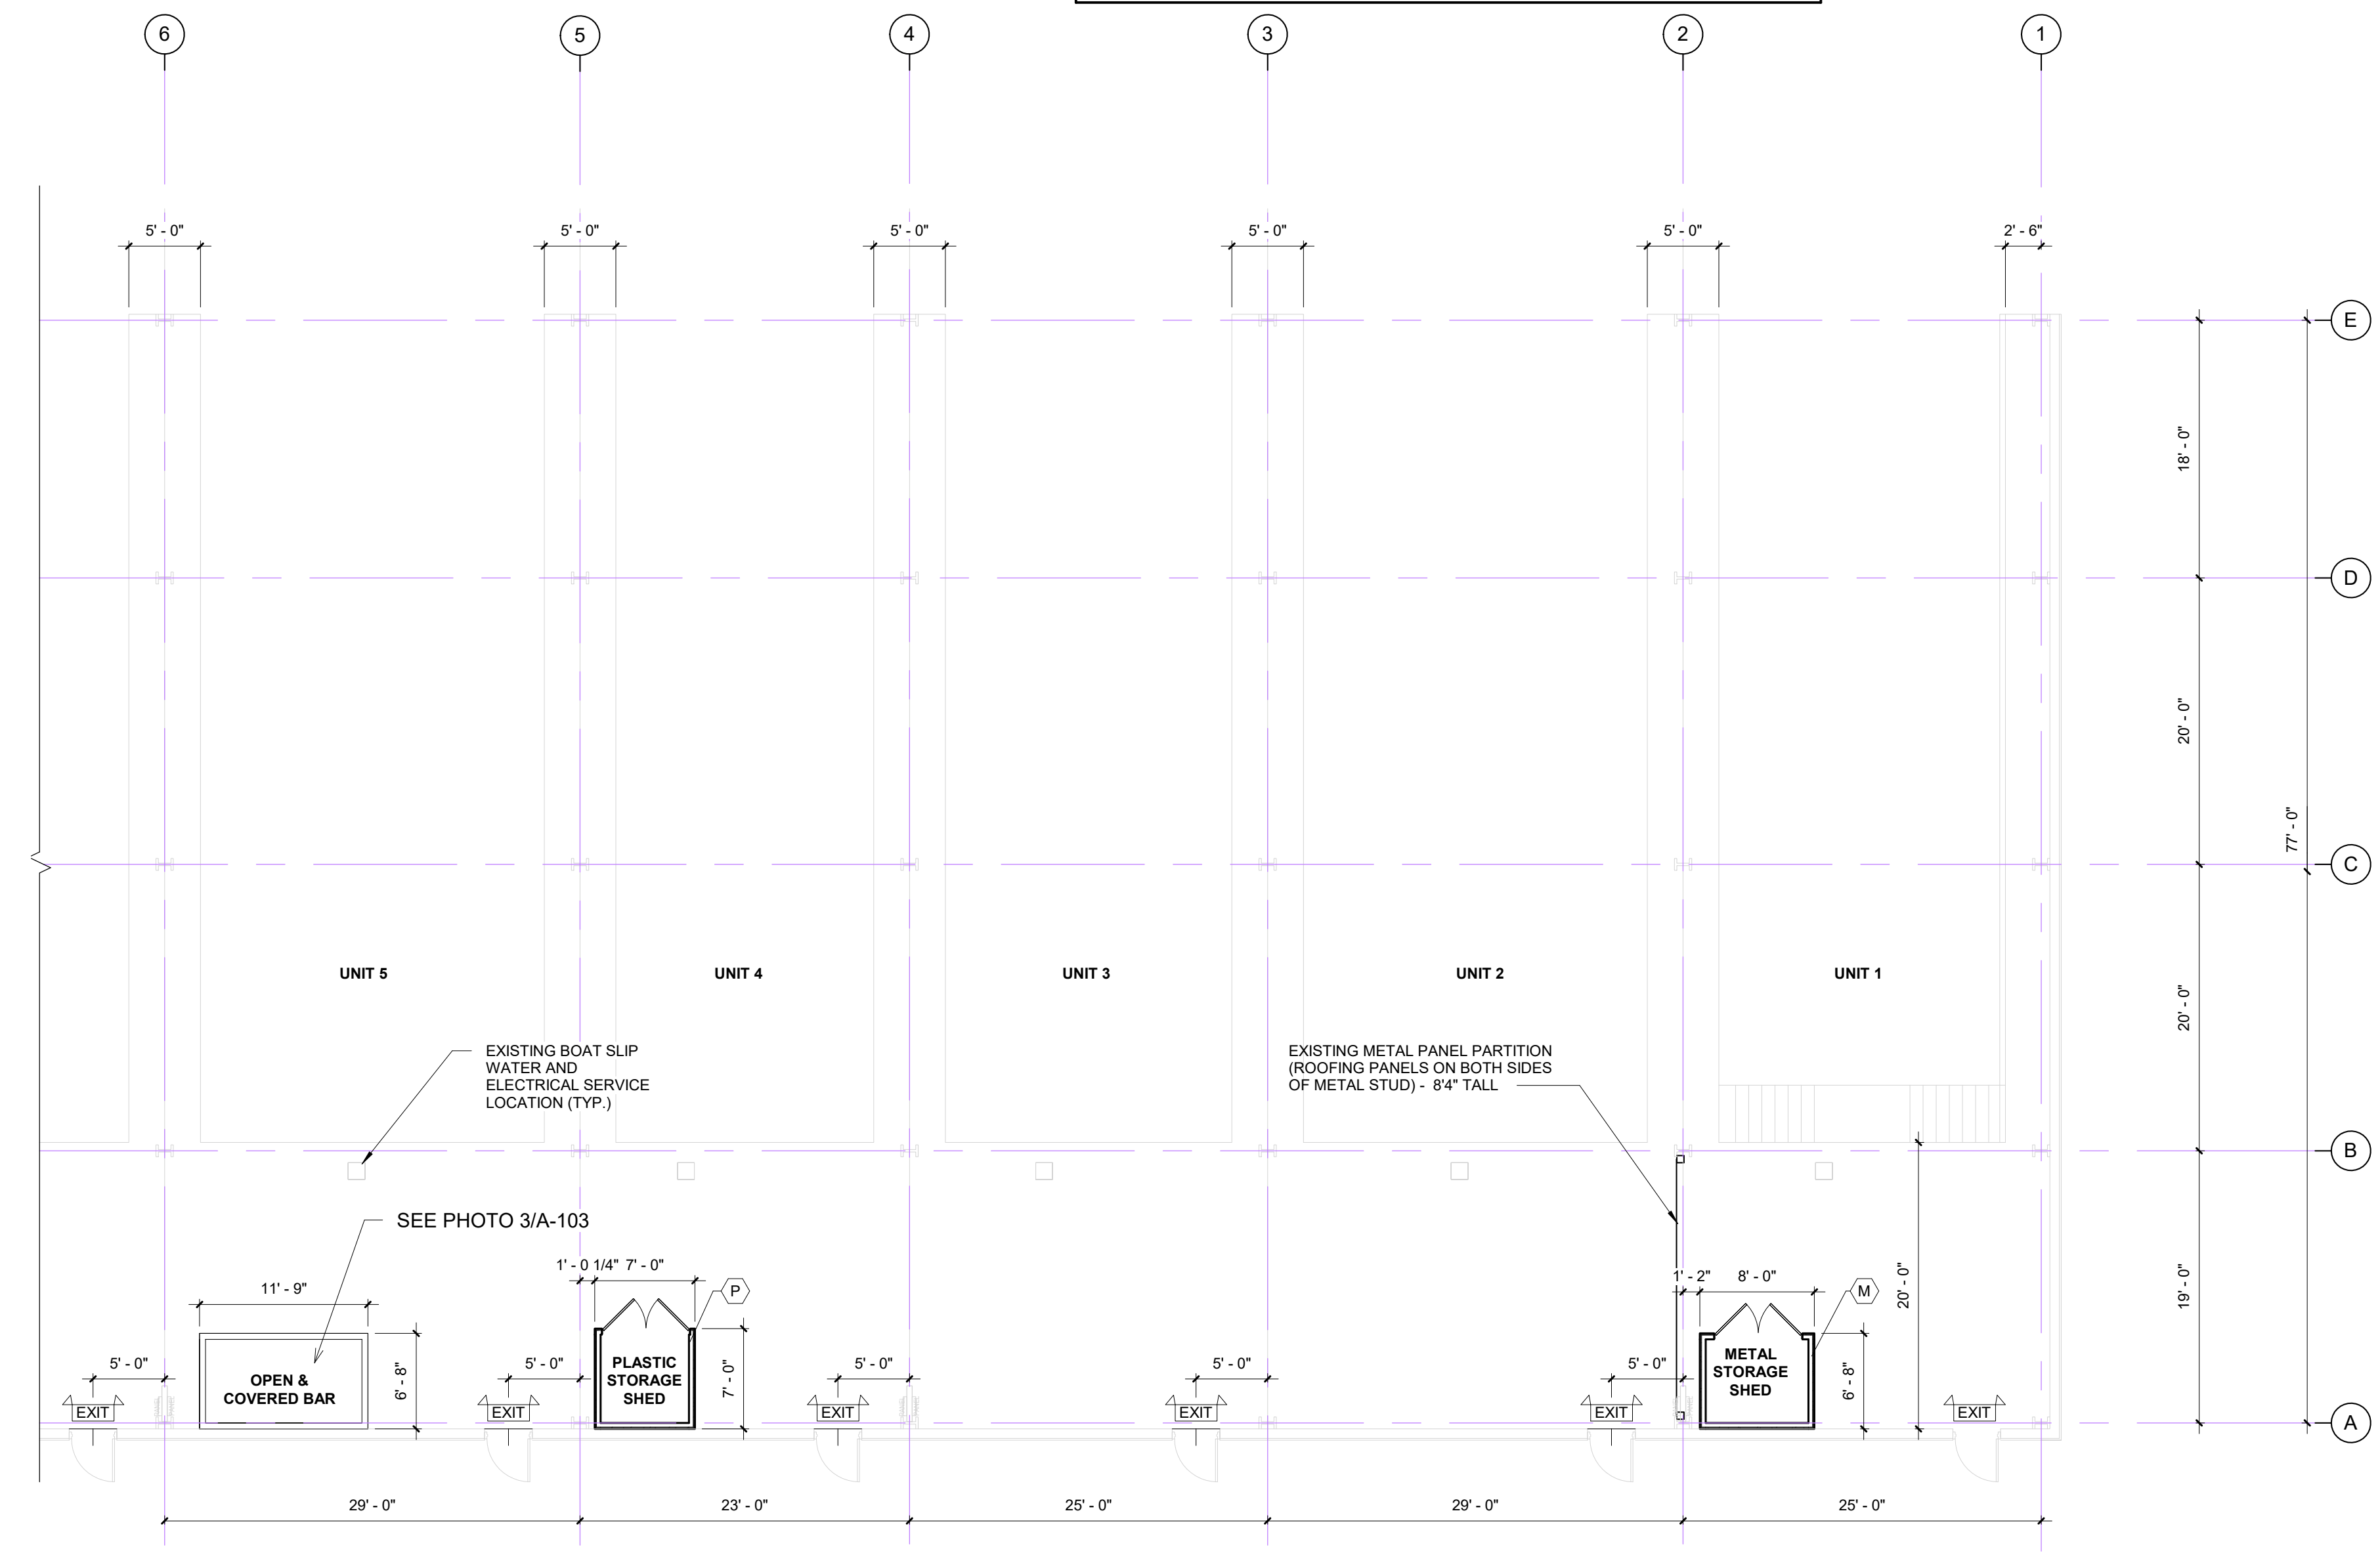 6
5
4
3
2
1
5' - 0"
5' - 0"
5' - 0"
5' - 0"
5' - 0"
2' - 6"
E
18' - 0"
D
20' - 0"
77' - 0"
C
UNIT 5
UNIT 4
UNIT 3
UNIT 2
UNIT 1
20' - 0"
EXISTING BOAT SLIP
WATER AND
ELECTRICAL SERVICE
LOCATION (TYP.)
EXISTING METAL PANEL PARTITION
(ROOFING PANELS ON BOTH SIDES
OF METAL STUD) - 8'4" TALL
B
SEE PHOTO 3/A-103
11' - 9"
1' - 0 1/4"
7' - 0"
P
1' - 2"
8' - 0"
M
20' - 0"
19' - 0"
5' - 0"
OPEN &
COVERED BAR
6' - 8"
5' - 0"
PLASTIC
STORAGE
SHED
7' - 0"
5' - 0"
5' - 0"
5' - 0"
METAL
STORAGE
SHED
6' - 8"
EXIT
EXIT
EXIT
EXIT
EXIT
EXIT
A
29' - 0"
23' - 0"
25' - 0"
29' - 0"
25' - 0"